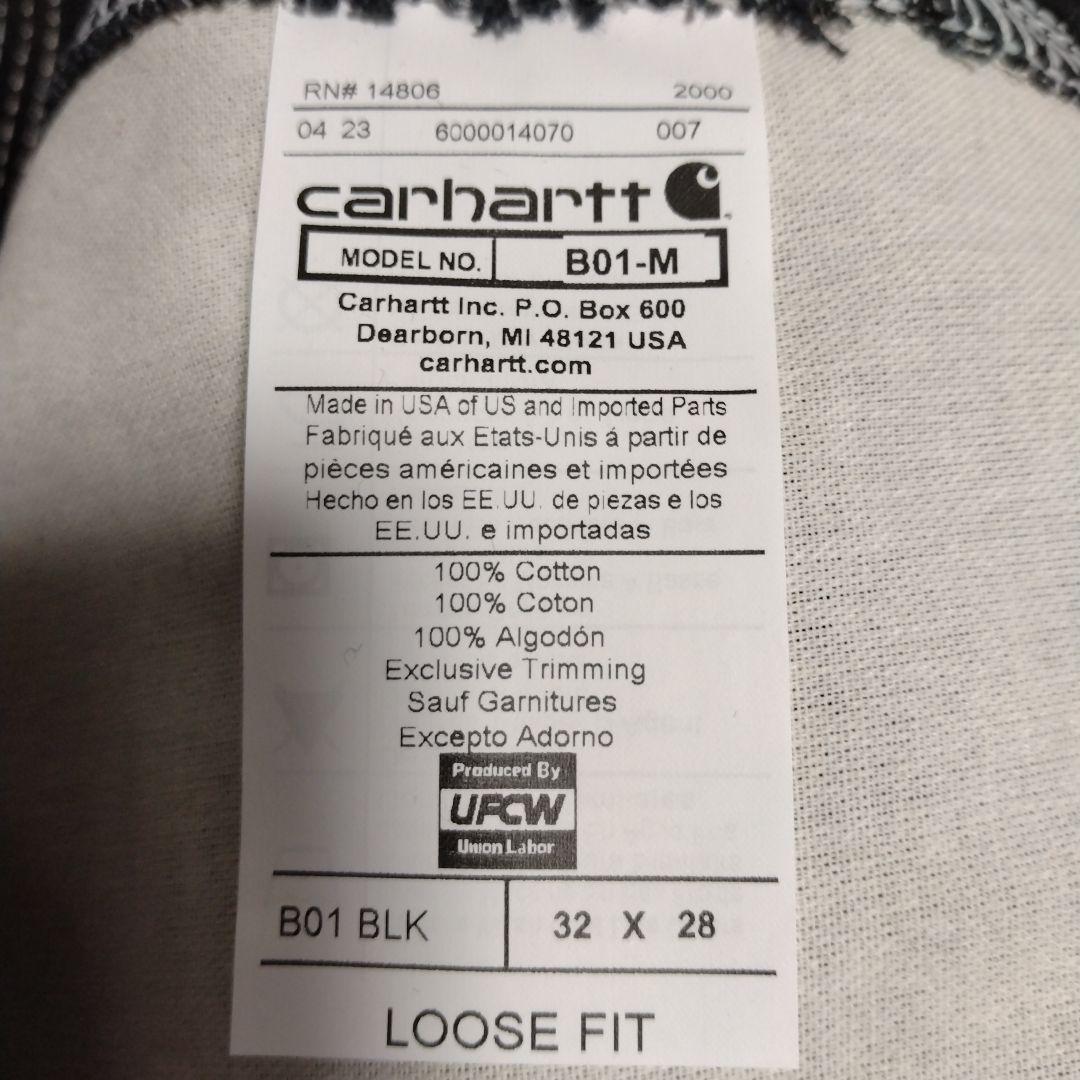 RN# 14806 2000
04 23 6000014070 007
carhartt
MODEL NO. B01-M
Carhartt Inc. P.O. Box 600
Dearborn, MI 48121 USA
carhartt.com
Made in USA of US and Imported Parts
Fabriqué aux Etats-Unis á partir de
pièces américaines et importées
Hecho en los EE.UU. de piezas e los
EE.UU. e importadas
100% Cotton
100% Coton
100% Algodón
Exclusive Trimming
Sauf Garnitures
Excepto Adorno
Produced By
UFCW
Union Labor
B01 BLK 32 X 28
LOOSE FIT